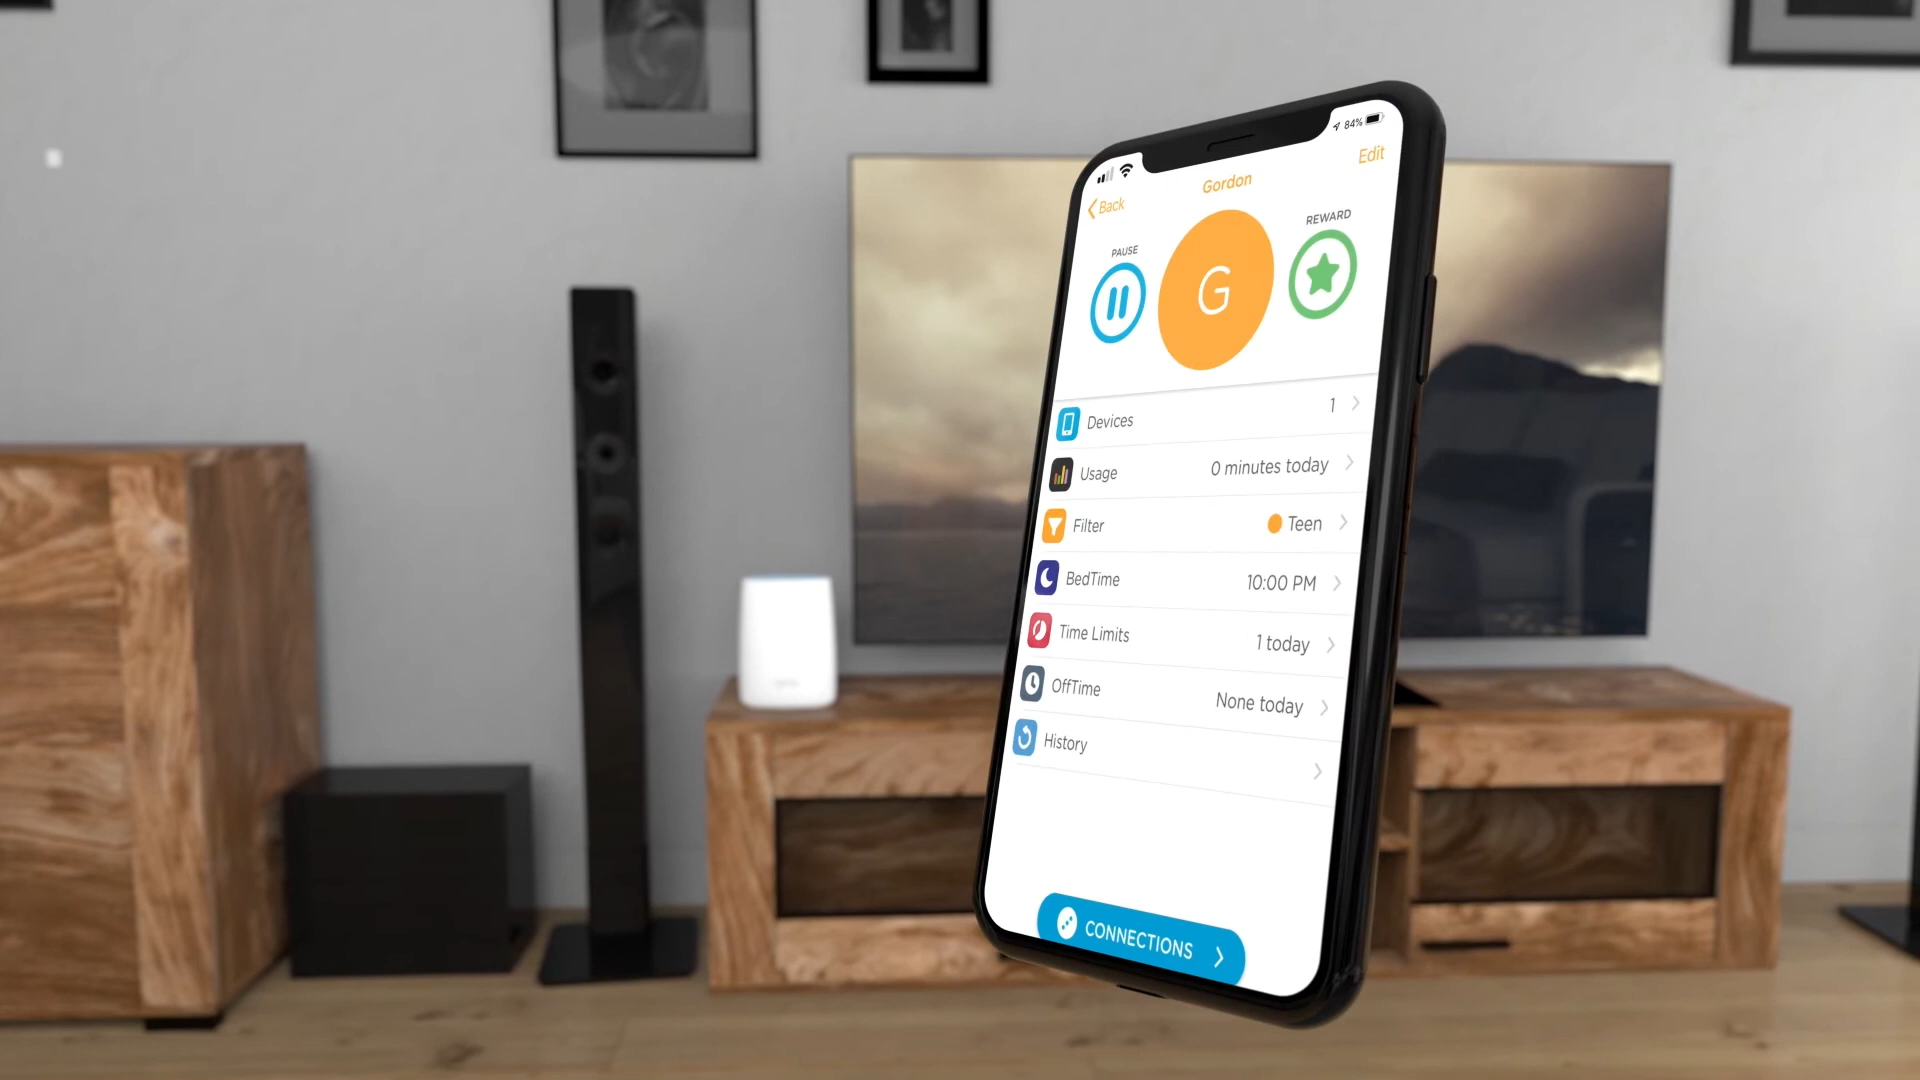 84%
Back
Gordon
Edit
PAUSE
G
REWARD
Devices 1
Usage 0 minutes today
Filter Teen
BedTime 10:00 PM
Time Limits 1 today
OffTime None today
History
CONNECTIONS